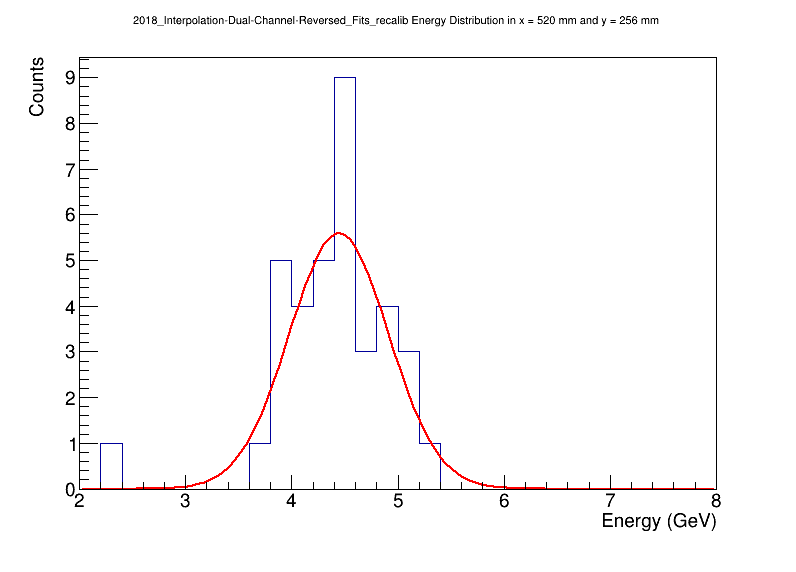 2018_Interpolation-Dual-Channel-Reversed_Fits_recalib Energy Distribution in x = 520 mm and y = 256 mm
Counts
9
8
7
6
5
4
3
2
1
0
2 3 4 5 6 7 8
Energy (GeV)